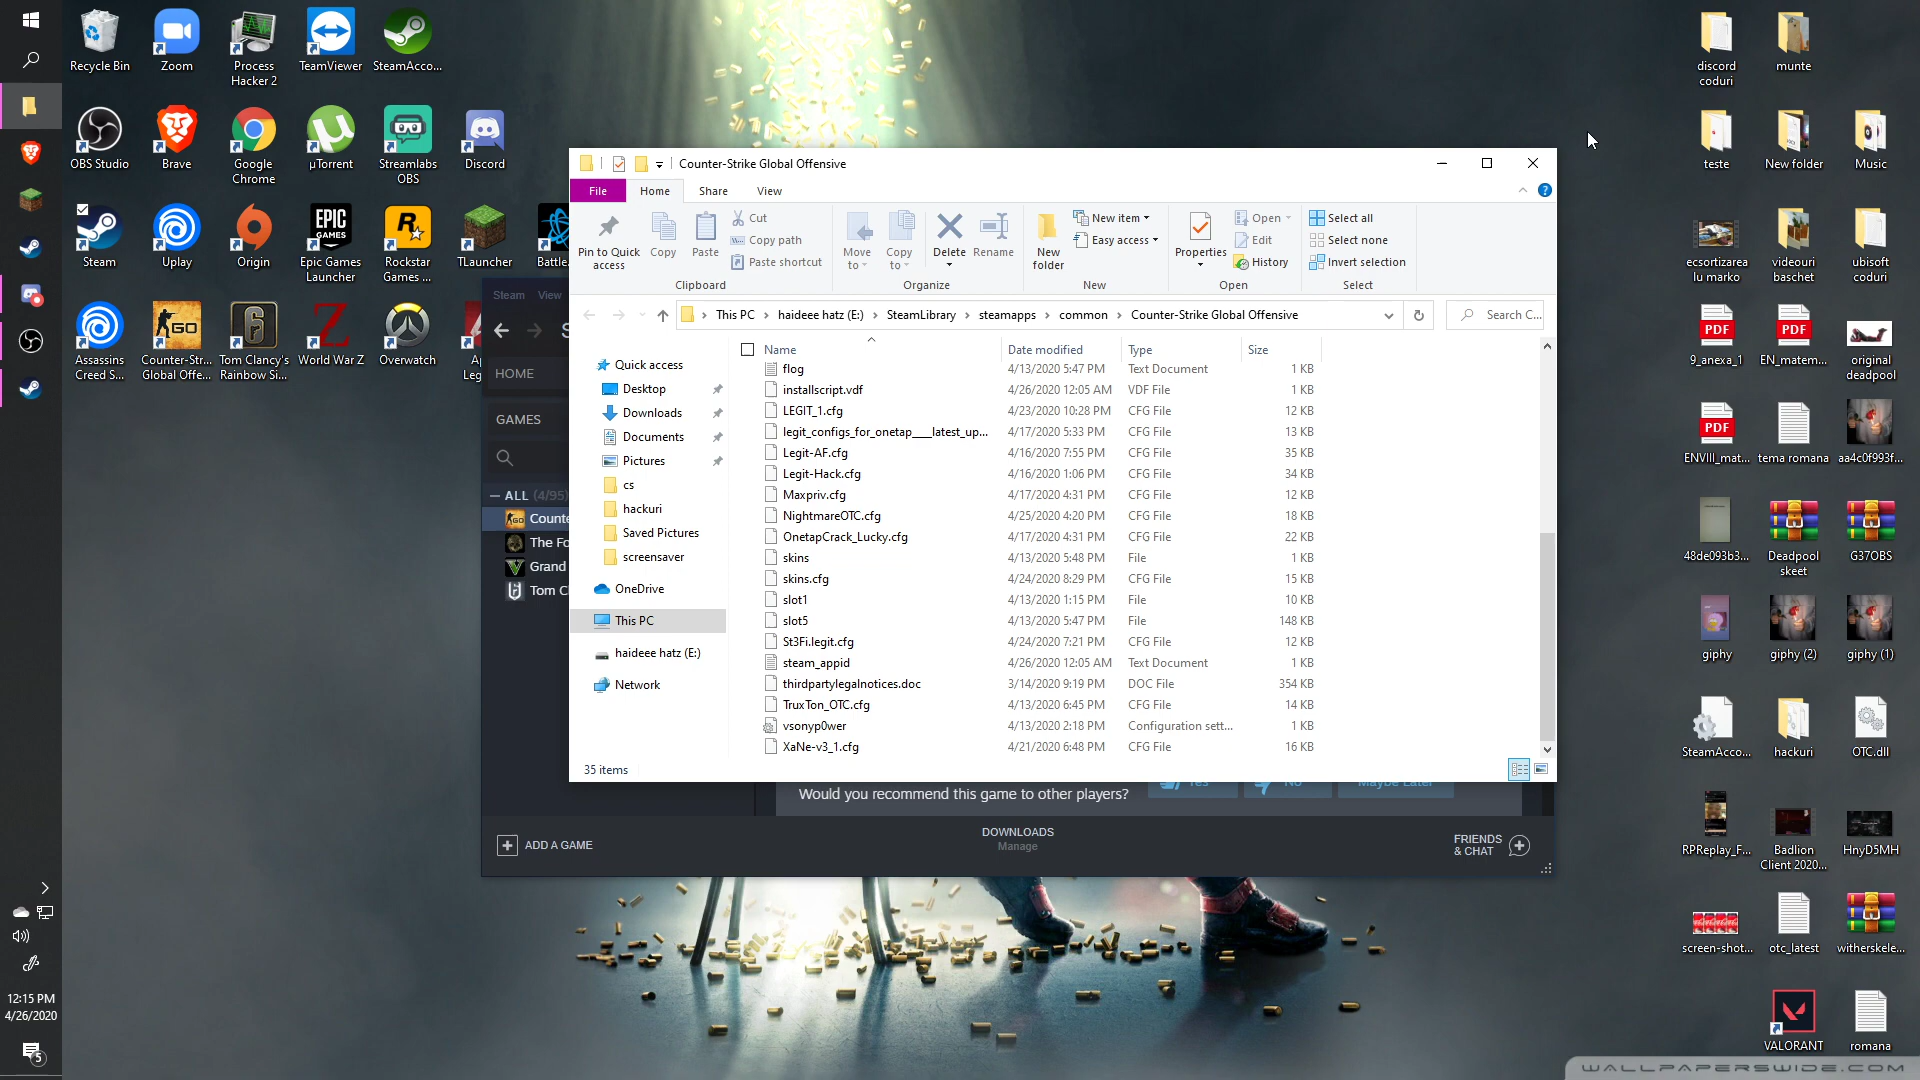 Recycle Bin
Zoom
Process Hacker 2
TeamViewer
SteamAcco...
OBS Studio
Brave
Google Chrome
µTorrent
Streamlabs OBS
Discord
Steam
Uplay
Origin
Epic Games Launcher
Rockstar Games ...
TLauncher
Battle.
Assassins Creed S...
Counter-Str... Global Offe...
Tom Clancy's Rainbow Si...
World War Z
Overwatch
Ap
Leg
EPIC GAMES
GO
discord coduri
munte
teste
New folder
Music
ecsortizarea lu marko
videouri baschet
ubisoft coduri
PDF
PDF
9_anexa_1
EN_matem...
original deadpool
PDF
ENVIII_mat...
tema romana
aa4c0f993f...
48de093b3...
Deadpool skeet
G37OBS
giphy
giphy (2)
giphy (1)
SteamAcco...
hackuri
OTC.dll
RPReplay_F...
Badlion Client 2020...
HnyD5MH
screen-shot...
otc_latest
witherskele...
VALORANT
romana
Counter-Strike Global Offensive
File
Home
Share
View
Pin to Quick access
Copy
Paste
Cut
Copy path
Paste shortcut
Clipboard
Move to
Copy to
Delete
Rename
Organize
New folder
New item
Easy access
New
Properties
Open
Edit
History
Open
Select all
Select none
Invert selection
Select
This PC
haideee hatz (E:)
SteamLibrary
steamapps
common
Counter-Strike Global Offensive
Search C...
Quick access
Desktop
Downloads
Documents
Pictures
cs
hackuri
Saved Pictures
screensaver
OneDrive
This PC
haideee hatz (E:)
Network
Name Date modified Type Size
flog 4/13/2020 5:47 PM Text Document 1 KB
installscript.vdf 4/26/2020 12:05 AM VDF File 1 KB
LEGIT_1.cfg 4/23/2020 10:28 PM CFG File 12 KB
legit_configs_for_onetap___latest_up... 4/17/2020 5:33 PM CFG File 13 KB
Legit-AF.cfg 4/16/2020 7:55 PM CFG File 35 KB
Legit-Hack.cfg 4/16/2020 1:06 PM CFG File 34 KB
Maxpriv.cfg 4/17/2020 4:31 PM CFG File 12 KB
NightmareOTC.cfg 4/25/2020 4:20 PM CFG File 18 KB
OnetapCrack_Lucky.cfg 4/17/2020 4:31 PM CFG File 22 KB
skins 4/13/2020 5:48 PM File 1 KB
skins.cfg 4/24/2020 8:29 PM CFG File 15 KB
slot1 4/13/2020 1:15 PM File 10 KB
slot5 4/13/2020 5:47 PM File 148 KB
St3Fi.legit.cfg 4/24/2020 7:21 PM CFG File 12 KB
steam_appid 4/26/2020 12:05 AM Text Document 1 KB
thirdpartylegalnotices.doc 3/14/2020 9:19 PM DOC File 354 KB
TruxTon_OTC.cfg 4/13/2020 6:45 PM CFG File 14 KB
vsonyp0wer 4/13/2020 2:18 PM Configuration sett... 1 KB
XaNe-v3_1.cfg 4/21/2020 6:48 PM CFG File 16 KB
35 items
Steam View
S
HOME
GAMES
ALL (4/95)
Counte
The Fo
Grand
Tom Cl
Would you recommend this game to other players?
Yes
No
Maybe Later
ADD A GAME
DOWNLOADS
Manage
FRIENDS & CHAT
12:15 PM
4/26/2020
5
WALLPAPERSWIDE.COM